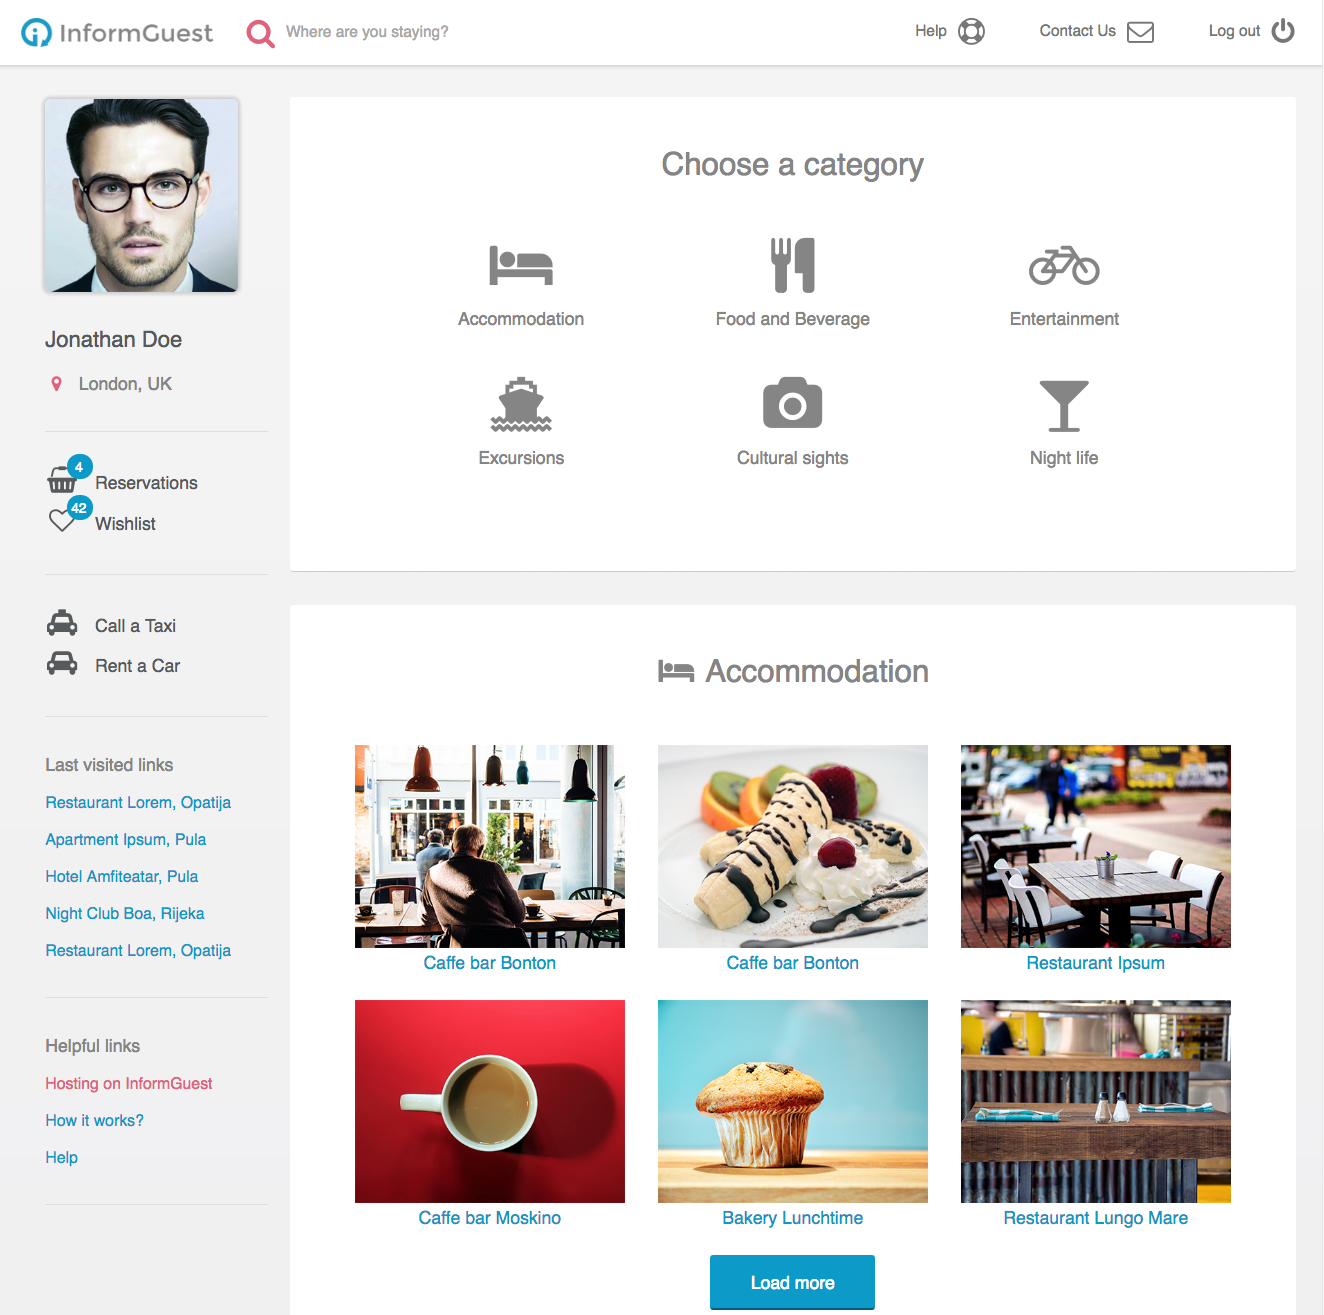 InformGuest
Where are you staying?
Help
Contact Us
Log out
Jonathan Doe
London, UK
4
Reservations
42
Wishlist
Call a Taxi
Rent a Car
Last visited links
Restaurant Lorem, Opatija
Apartment Ipsum, Pula
Hotel Amfiteatar, Pula
Night Club Boa, Rijeka
Restaurant Lorem, Opatija
Helpful links
Hosting on InformGuest
How it works?
Help
Choose a category
Accommodation
Food and Beverage
Entertainment
Excursions
Cultural sights
Night life
Accommodation
Caffe bar Bonton
Caffe bar Bonton
Restaurant Ipsum
Caffe bar Moskino
Bakery Lunchtime
Restaurant Lungo Mare
Load more